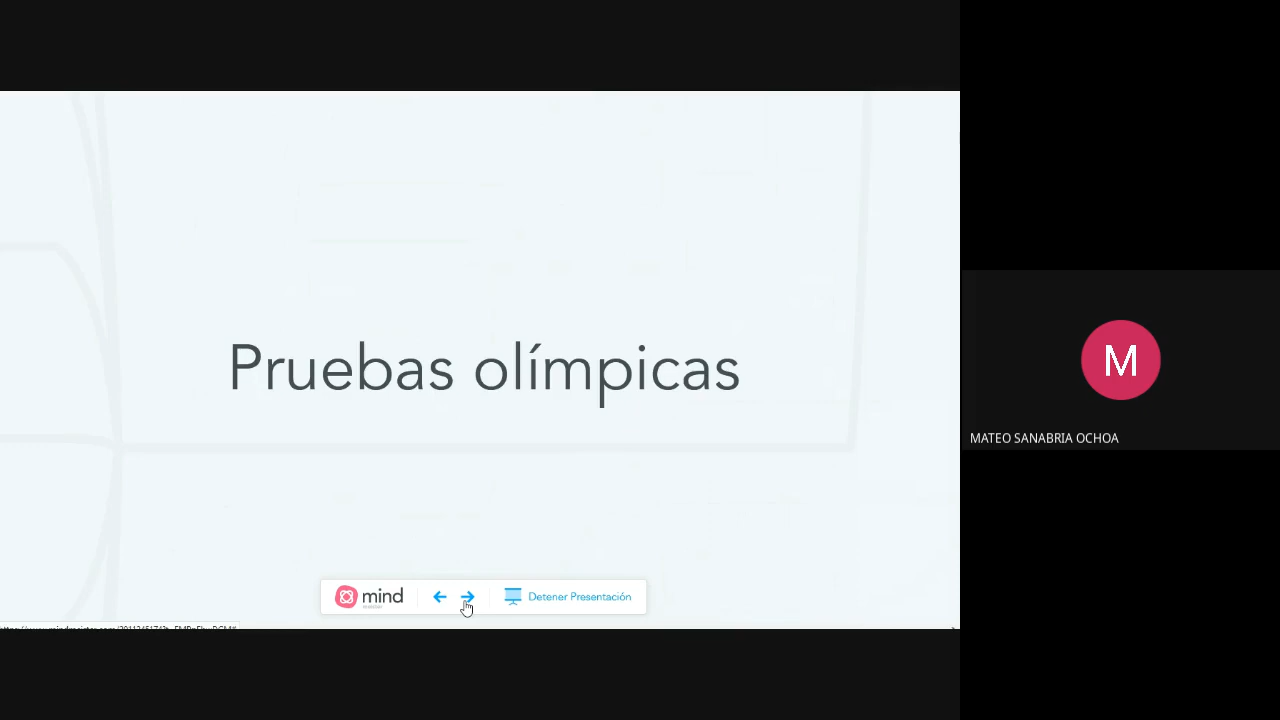 Pruebas olímpicas
M
MATEO SANABRIA OCHOA
mind
Detener Presentación